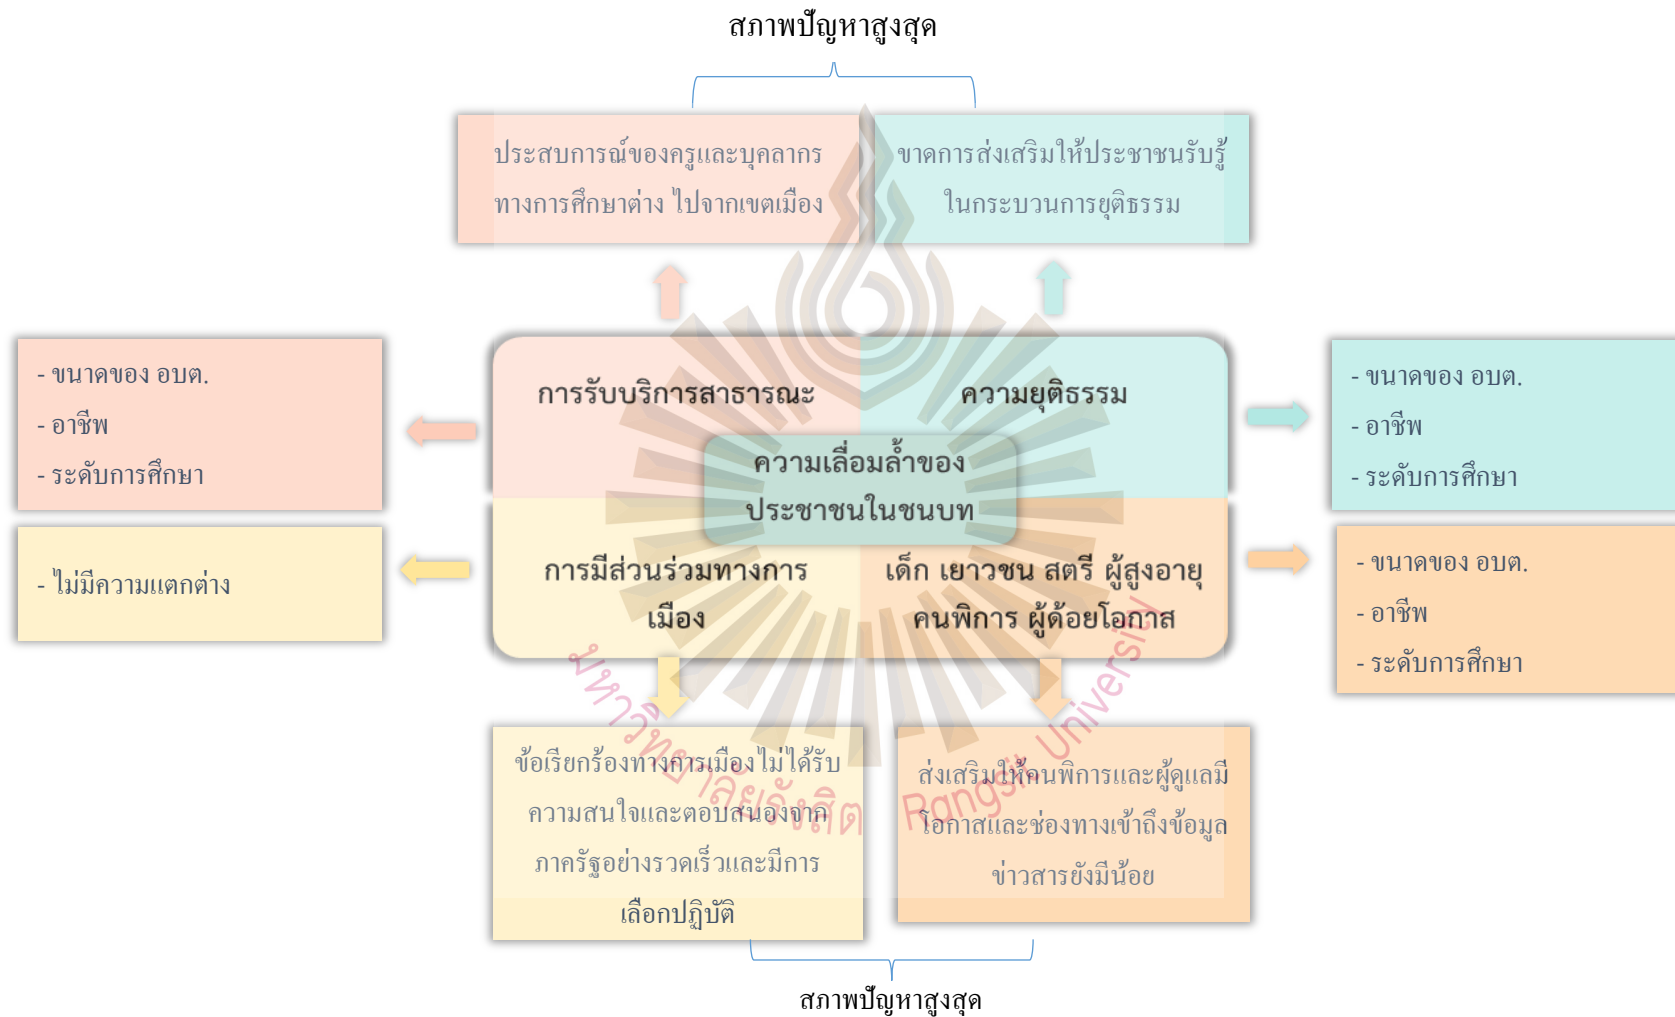 สภาพปัญหาสูงสุด
ประสบการณ์ของครูและบุคลากร
ทางการศึกษาต่าง ไปจากเขตเมือง
ขาดการส่งเสริมให้ประชาชนรับรู้
ในกระบวนการยุติธรรม
- ขนาดของ อบต.
- อาชีพ
- ระดับการศึกษา
การรับบริการสาธารณะ
ความยุติธรรม
- ขนาดของ อบต.
- อาชีพ
- ระดับการศึกษา
ความเลื่อมล้ำของ
ประชาชนในชนบท
- ไม่มีความแตกต่าง
การมีส่วนร่วมทางการ
เมือง
เด็ก เยาวชน สตรี ผู้สูงอายุ
คนพิการ ผู้ด้อยโอกาส
- ขนาดของ อบต.
- อาชีพ
- ระดับการศึกษา
ข้อเรียกร้องทางการเมืองไม่ได้รับ
ความสนใจและตอบสนองจาก
ภาครัฐอย่างรวดเร็วและมีการ
เลือกปฏิบัติ
ส่งเสริมให้คนพิการและผู้ดูแลมี
โอกาสและช่องทางเข้าถึงข้อมูล
ข่าวสารยังมีน้อย
มหาวิทยาลัยรังสิต Rangsit University
สภาพปัญหาสูงสุด